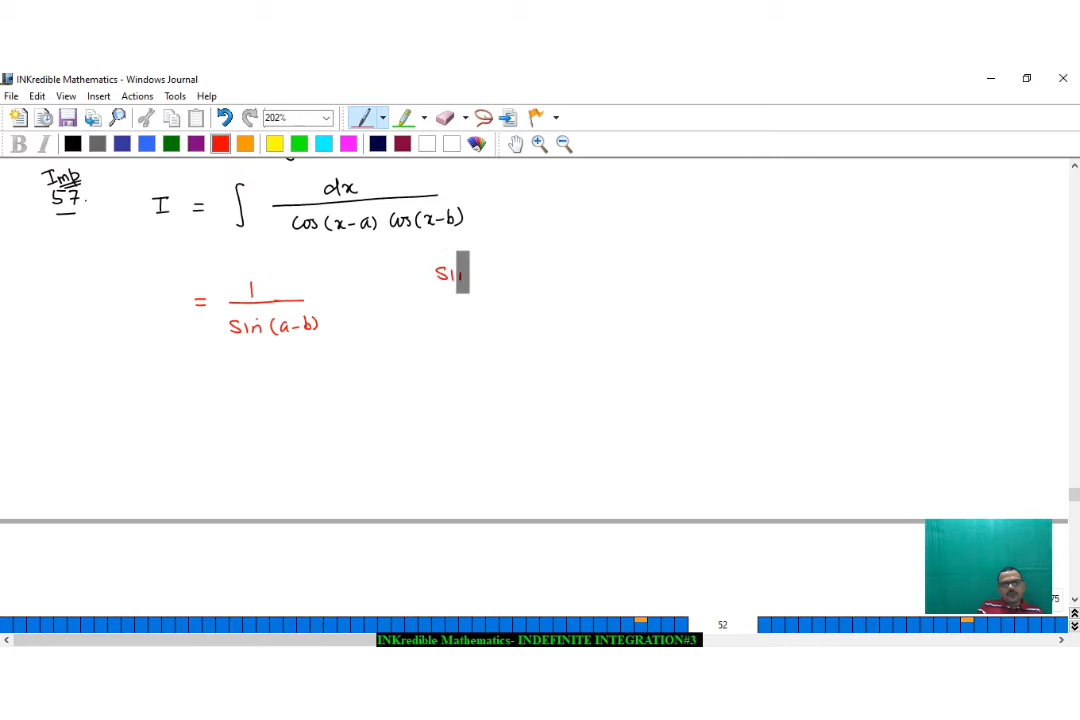 INKredible Mathematics - Windows Journal
File Edit View Insert Actions Tools Help
202%
B I
Imp
57.
I = ∫ dx / cos(x-a) cos(x-b)
= 1 / sin(a-b)
75
52
INKredible Mathematics- INDEFINITE INTEGRATION#3